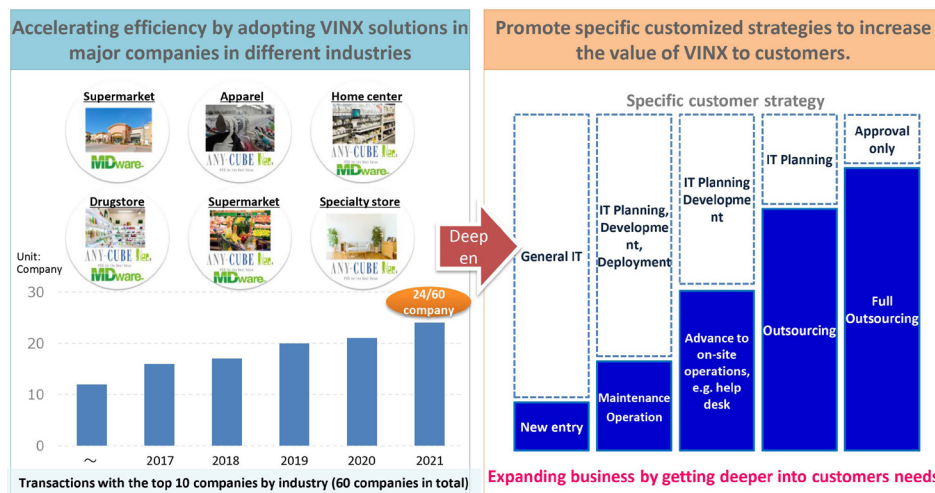 Accelerating efficiency by adopting VINX solutions in
major companies in different industries
Supermarket
MDware
Apparel
ANY-CUBE
Home center
ANY-CUBE
MDware
Drugstore
ANY-CUBE
MDware
Supermarket
ANY-CUBE
MDware
Specialty store
ANY-CUBE
Unit:
Company
30
20
10
0
24/60
company
～
2017
2018
2019
2020
2021
Transactions with the top 10 companies by industry (60 companies in total)
Deep
en
Promote specific customized strategies to increase
the value of VINX to customers.
Specific customer strategy
General IT
New entry
IT Planning,
Developme
nt,
Deployment
Maintenance
Operation
IT Planning
Developmen
t
Advance to
on-site
operations,
e.g. help
desk
IT Planning
Outsourcing
Approval
only
Full
Outsourcing
Expanding business by getting deeper into customers needs